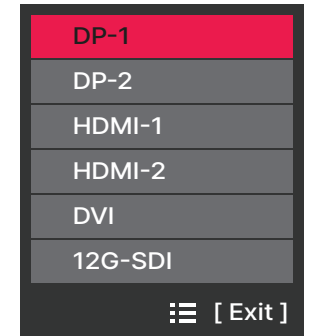 DP-1
DP-2
HDMI-1
HDMI-2
DVI
12G-SDI
[ Exit ]